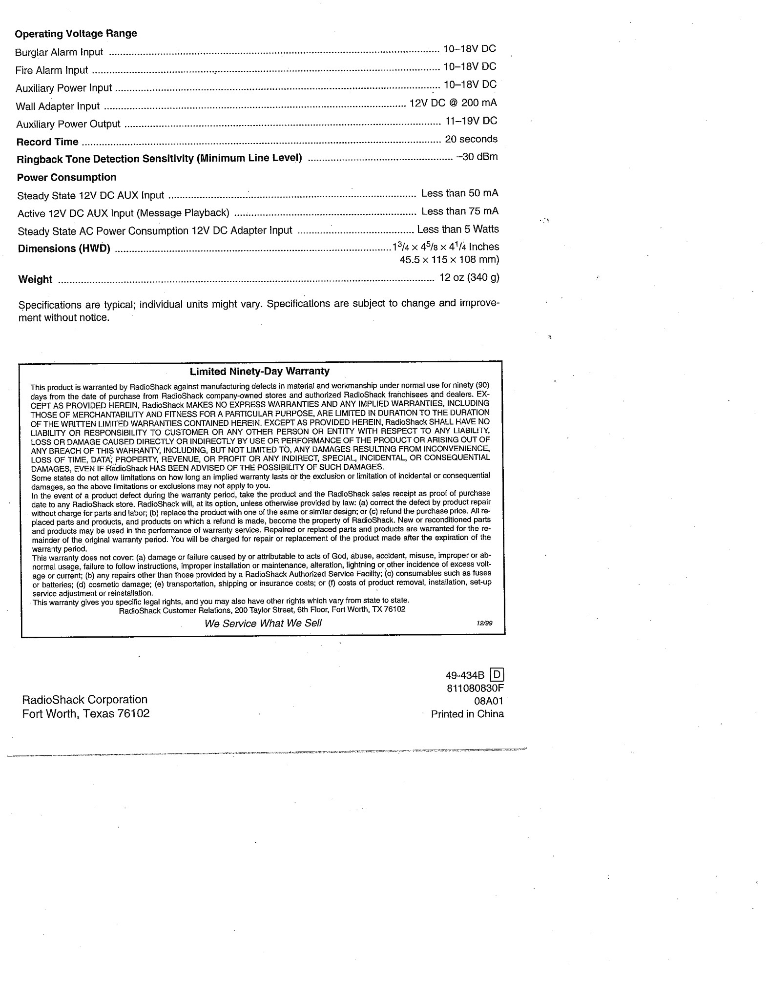 Operating Voltage Range
Burglar Alarm Input ........ 10–18V DC
Fire Alarm Input ........ 10–18V DC
Auxiliary Power Input ........ 10–18V DC
Wall Adapter Input ........ 12V DC @ 200 mA
Auxiliary Power Output ........ 11–19V DC
Record Time ........ 20 seconds
Ringback Tone Detection Sensitivity (Minimum Line Level) ........ –30 dBm
Power Consumption
Steady State 12V DC AUX Input ........ Less than 50 mA
Active 12V DC AUX Input (Message Playback) ........ Less than 75 mA
Steady State AC Power Consumption 12V DC Adapter Input ........ Less than 5 Watts
Dimensions (HWD) ........ 1 3/4 × 4 5/8 × 4 1/4 Inches
45.5 × 115 × 108 mm)
Weight ........ 12 oz (340 g)
Specifications are typical; individual units might vary. Specifications are subject to change and improve-
ment without notice.
Limited Ninety-Day Warranty
This product is warranted by RadioShack against manufacturing defects in material and workmanship under normal use for ninety (90)
days from the date of purchase from RadioShack company-owned stores and authorized RadioShack franchisees and dealers. EX-
CEPT AS PROVIDED HEREIN, RadioShack MAKES NO EXPRESS WARRANTIES AND ANY IMPLIED WARRANTIES, INCLUDING
THOSE OF MERCHANTABILITY AND FITNESS FOR A PARTICULAR PURPOSE, ARE LIMITED IN DURATION TO THE DURATION
OF THE WRITTEN LIMITED WARRANTIES CONTAINED HEREIN. EXCEPT AS PROVIDED HEREIN, RadioShack SHALL HAVE NO
LIABILITY OR RESPONSIBILITY TO CUSTOMER OR ANY OTHER PERSON OR ENTITY WITH RESPECT TO ANY LIABILITY,
LOSS OR DAMAGE CAUSED DIRECTLY OR INDIRECTLY BY USE OR PERFORMANCE OF THE PRODUCT OR ARISING OUT OF
ANY BREACH OF THIS WARRANTY, INCLUDING, BUT NOT LIMITED TO, ANY DAMAGES RESULTING FROM INCONVENIENCE,
LOSS OF TIME, DATA, PROPERTY, REVENUE, OR PROFIT OR ANY INDIRECT, SPECIAL, INCIDENTAL, OR CONSEQUENTIAL
DAMAGES, EVEN IF RadioShack HAS BEEN ADVISED OF THE POSSIBILITY OF SUCH DAMAGES.
Some states do not allow limitations on how long an implied warranty lasts or the exclusion or limitation of incidental or consequential
damages, so the above limitations or exclusions may not apply to you.
In the event of a product defect during the warranty period, take the product and the RadioShack sales receipt as proof of purchase
date to any RadioShack store. RadioShack will, at its option, unless otherwise provided by law: (a) correct the defect by product repair
without charge for parts and labor; (b) replace the product with one of the same or similar design; or (c) refund the purchase price. All re-
placed parts and products, and products on which a refund is made, become the property of RadioShack. New or reconditioned parts
and products may be used in the performance of warranty service. Repaired or replaced parts and products are warranted for the re-
mainder of the original warranty period. You will be charged for repair or replacement of the product made after the expiration of the
warranty period.
This warranty does not cover: (a) damage or failure caused by or attributable to acts of God, abuse, accident, misuse, improper or ab-
normal usage, failure to follow instructions, improper installation or maintenance, alteration, lightning or other incidence of excess volt-
age or current; (b) any repairs other than those provided by a RadioShack Authorized Service Facility; (c) consumables such as fuses
or batteries; (d) cosmetic damage; (e) transportation, shipping or insurance costs; or (f) costs of product removal, installation, set-up
service adjustment or reinstallation.
This warranty gives you specific legal rights, and you may also have other rights which vary from state to state.
RadioShack Customer Relations, 200 Taylor Street, 6th Floor, Fort Worth, TX 76102
We Service What We Sell 12/99
49-434B D
811080830F
08A01
Printed in China
RadioShack Corporation
Fort Worth, Texas 76102